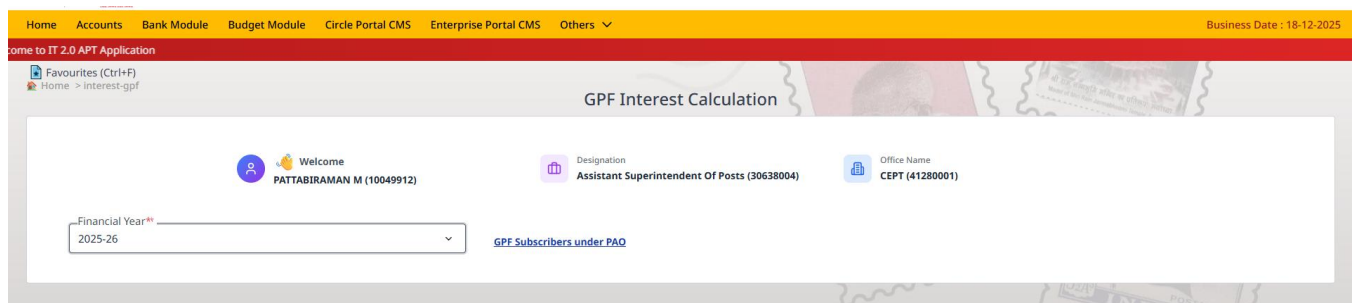 Home Accounts Bank Module Budget Module Circle Portal CMS Enterprise Portal CMS Others Business Date : 18-12-2025
come to IT 2.0 APT Application
Favourites (Ctrl+F)
Home > interest-gpf
GPF Interest Calculation
Welcome
PATTABIRAMAN M (10049912)
Designation
Assistant Superintendent Of Posts (30638004)
Office Name
CEPT (41280001)
Financial Year**
2025-26
GPF Subscribers under PAO